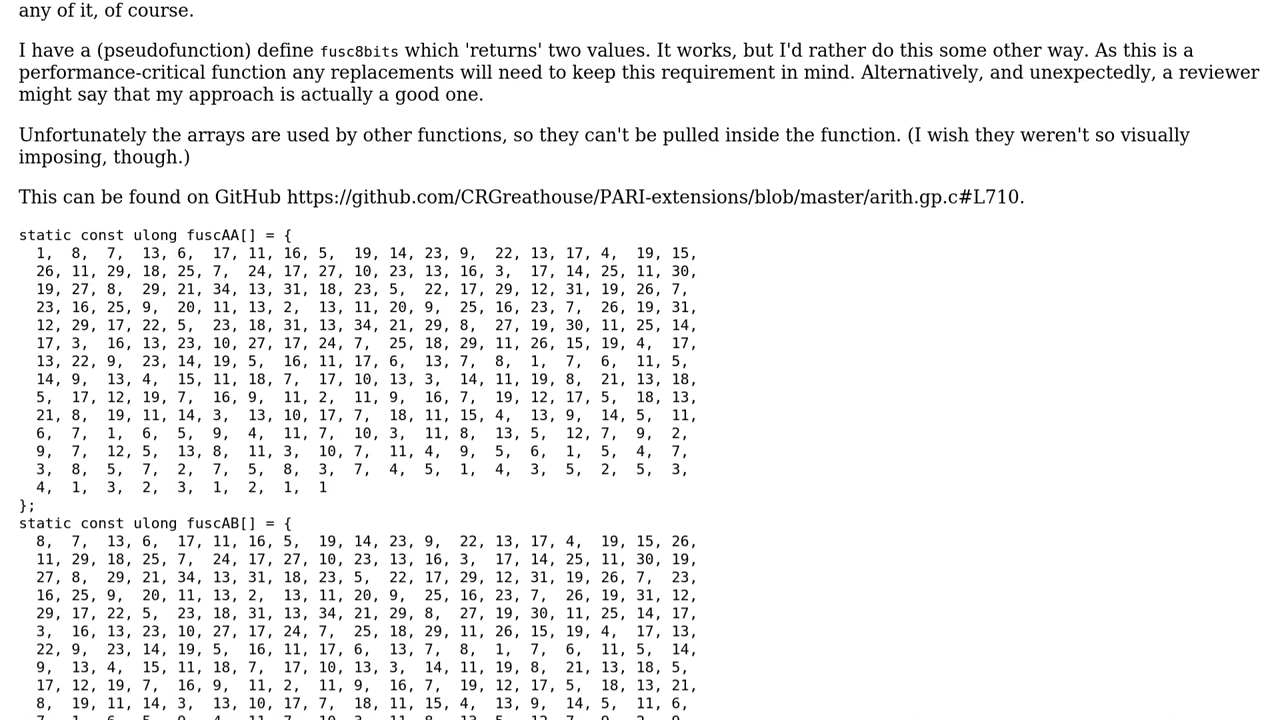 any of it, of course.
I have a (pseudofunction) define fusc8bits which 'returns' two values. It works, but I'd rather do this some other way. As this is a
performance-critical function any replacements will need to keep this requirement in mind. Alternatively, and unexpectedly, a reviewer
might say that my approach is actually a good one.
Unfortunately the arrays are used by other functions, so they can't be pulled inside the function. (I wish they weren't so visually
imposing, though.)
This can be found on GitHub https://github.com/CRGreathouse/PARI-extensions/blob/master/arith.gp.c#L710.
static const ulong fuscAA[] = {
1, 8, 7, 13, 6, 17, 11, 16, 5, 19, 14, 23, 9, 22, 13, 17, 4, 19, 15,
26, 11, 29, 18, 25, 7, 24, 17, 27, 10, 23, 13, 16, 3, 17, 14, 25, 11, 30,
19, 27, 8, 29, 21, 34, 13, 31, 18, 23, 5, 22, 17, 29, 12, 31, 19, 26, 7,
23, 16, 25, 9, 20, 11, 13, 2, 13, 11, 20, 9, 25, 16, 23, 7, 26, 19, 31,
12, 29, 17, 22, 5, 23, 18, 31, 13, 34, 21, 29, 8, 27, 19, 30, 11, 25, 14,
17, 3, 16, 13, 23, 10, 27, 17, 24, 7, 25, 18, 29, 11, 26, 15, 19, 4, 17,
13, 22, 9, 23, 14, 19, 5, 16, 11, 17, 6, 13, 7, 8, 1, 7, 6, 11, 5,
14, 9, 13, 4, 15, 11, 18, 7, 17, 10, 13, 3, 14, 11, 19, 8, 21, 13, 18,
5, 17, 12, 19, 7, 16, 9, 11, 2, 11, 9, 16, 7, 19, 12, 17, 5, 18, 13,
21, 8, 19, 11, 14, 3, 13, 10, 17, 7, 18, 11, 15, 4, 13, 9, 14, 5, 11,
6, 7, 1, 6, 5, 9, 4, 11, 7, 10, 3, 11, 8, 13, 5, 12, 7, 9, 2,
9, 7, 12, 5, 13, 8, 11, 3, 10, 7, 11, 4, 9, 5, 6, 1, 5, 4, 7,
3, 8, 5, 7, 2, 7, 5, 8, 3, 7, 4, 5, 1, 4, 3, 5, 2, 5, 3,
4, 1, 3, 2, 3, 1, 2, 1, 1
};
static const ulong fuscAB[] = {
8, 7, 13, 6, 17, 11, 16, 5, 19, 14, 23, 9, 22, 13, 17, 4, 19, 15, 26,
11, 29, 18, 25, 7, 24, 17, 27, 10, 23, 13, 16, 3, 17, 14, 25, 11, 30, 19,
27, 8, 29, 21, 34, 13, 31, 18, 23, 5, 22, 17, 29, 12, 31, 19, 26, 7, 23,
16, 25, 9, 20, 11, 13, 2, 13, 11, 20, 9, 25, 16, 23, 7, 26, 19, 31, 12,
29, 17, 22, 5, 23, 18, 31, 13, 34, 21, 29, 8, 27, 19, 30, 11, 25, 14, 17,
3, 16, 13, 23, 10, 27, 17, 24, 7, 25, 18, 29, 11, 26, 15, 19, 4, 17, 13,
22, 9, 23, 14, 19, 5, 16, 11, 17, 6, 13, 7, 8, 1, 7, 6, 11, 5, 14,
9, 13, 4, 15, 11, 18, 7, 17, 10, 13, 3, 14, 11, 19, 8, 21, 13, 18, 5,
17, 12, 19, 7, 16, 9, 11, 2, 11, 9, 16, 7, 19, 12, 17, 5, 18, 13, 21,
8, 19, 11, 14, 3, 13, 10, 17, 7, 18, 11, 15, 4, 13, 9, 14, 5, 11, 6,